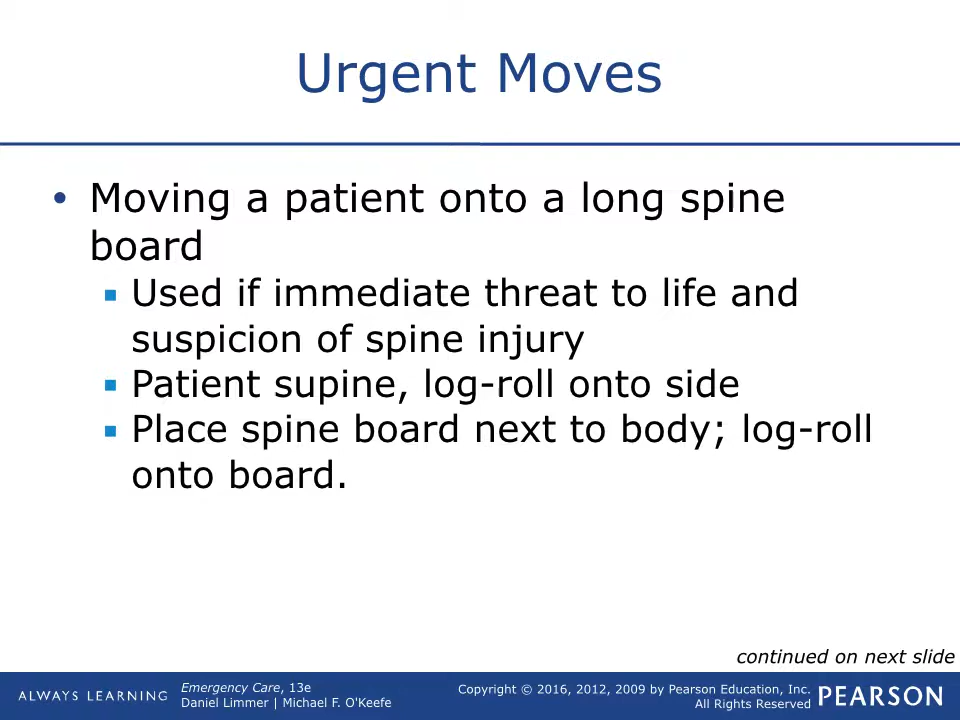 Urgent Moves
• Moving a patient onto a long spine
board
▪ Used if immediate threat to life and
suspicion of spine injury
▪ Patient supine, log-roll onto side
▪ Place spine board next to body; log-roll
onto board.
continued on next slide
ALWAYS LEARNING
Emergency Care, 13e
Daniel Limmer | Michael F. O'Keefe
Copyright © 2016, 2012, 2009 by Pearson Education, Inc.
All Rights Reserved
PEARSON